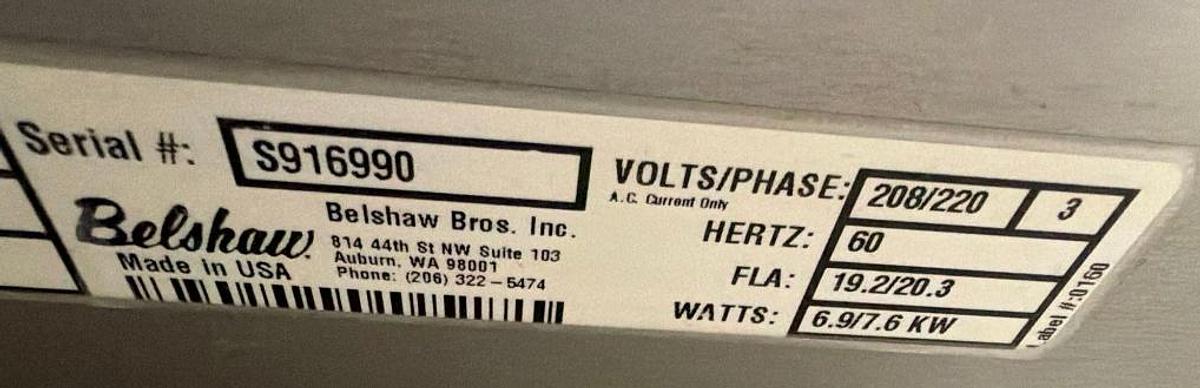 Serial #: S916990
Belshaw
Made in USA
Belshaw Bros. Inc.
814 44th St NW Suite 103
Auburn, WA 98001
Phone: (206) 322-5474
VOLTS/PHASE: 208/220 3
A.C. Current Only
HERTZ: 60
FLA: 19.2/20.3
WATTS: 6.9/7.6 KW
Label #:0160